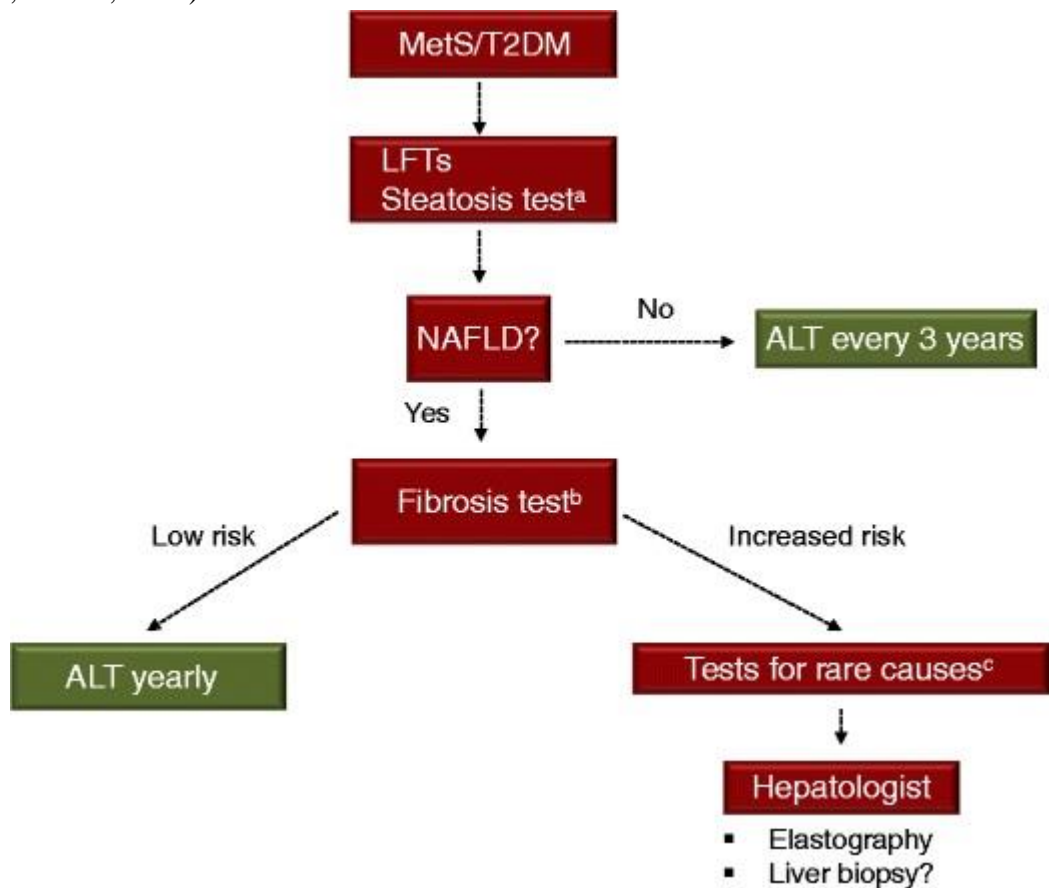 MetS/T2DM
LFTs
Steatosis testᵃ
NAFLD?
No
ALT every 3 years
Yes
Fibrosis testᵇ
Low risk
Increased risk
ALT yearly
Tests for rare causesᶜ
Hepatologist
▪ Elastography
▪ Liver biopsy?